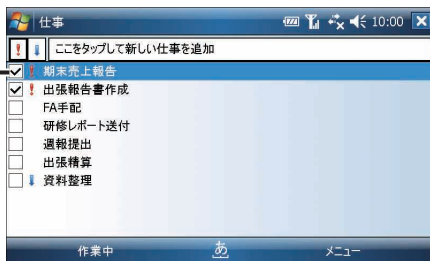 仕事 10:00
ここをタップして新しい仕事を追加
期末売上報告
出張報告書作成
FA手配
研修レポート送付
週報提出
出張精算
資料整理
作業中 あ メニュー